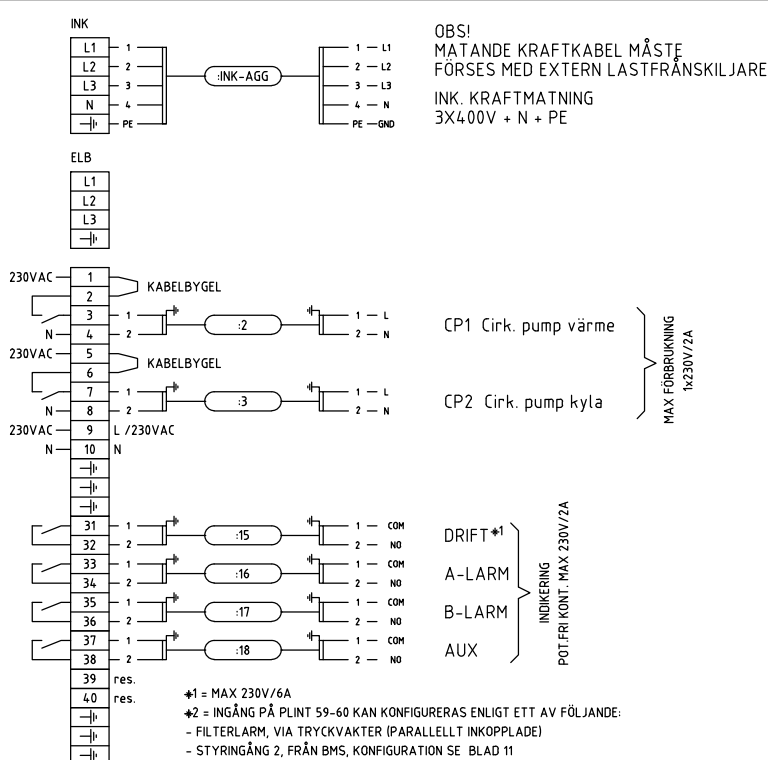 INK
OBS!
MATANDE KRAFTKABEL MÅSTE
FÖRSES MED EXTERN LASTFRÅNSKILJARE
INK. KRAFTMATNING
3X400V + N + PE
L1 1 :INK-AGG 1 L1
L2 2 2 L2
L3 3 3 L3
N 4 4 N
PE PE GND
ELB
L1
L2
L3
230VAC 1
KABELBYGEL
2
3 1 :2 1 L
CP1 Cirk. pump värme
N 4 2 2 N
230VAC 5
KABELBYGEL
6
7 1 :3 1 L
CP2 Cirk. pump kyla
N 8 2 2 N
MAX FÖRBRUKNING
1x230V/2A
230VAC 9 L /230VAC
N 10 N
31 1 :15 1 COM
DRIFT*1
32 2 2 NO
33 1 :16 1 COM
A-LARM
34 2 2 NO
35 1 :17 1 COM
B-LARM
36 2 2 NO
37 1 :18 1 COM
AUX
38 2 2 NO
INDIKERING
POT.FRI KONT. MAX 230V/2A
39 res.
40 res.
*1 = MAX 230V/6A
*2 = INGÅNG PÅ PLINT 59-60 KAN KONFIGURERAS ENLIGT ETT AV FÖLJANDE:
- FILTERLARM, VIA TRYCKVAKTER (PARALLELLT INKOPPLADE)
- STYRINGÅNG 2, FRÅN BMS, KONFIGURATION SE BLAD 11